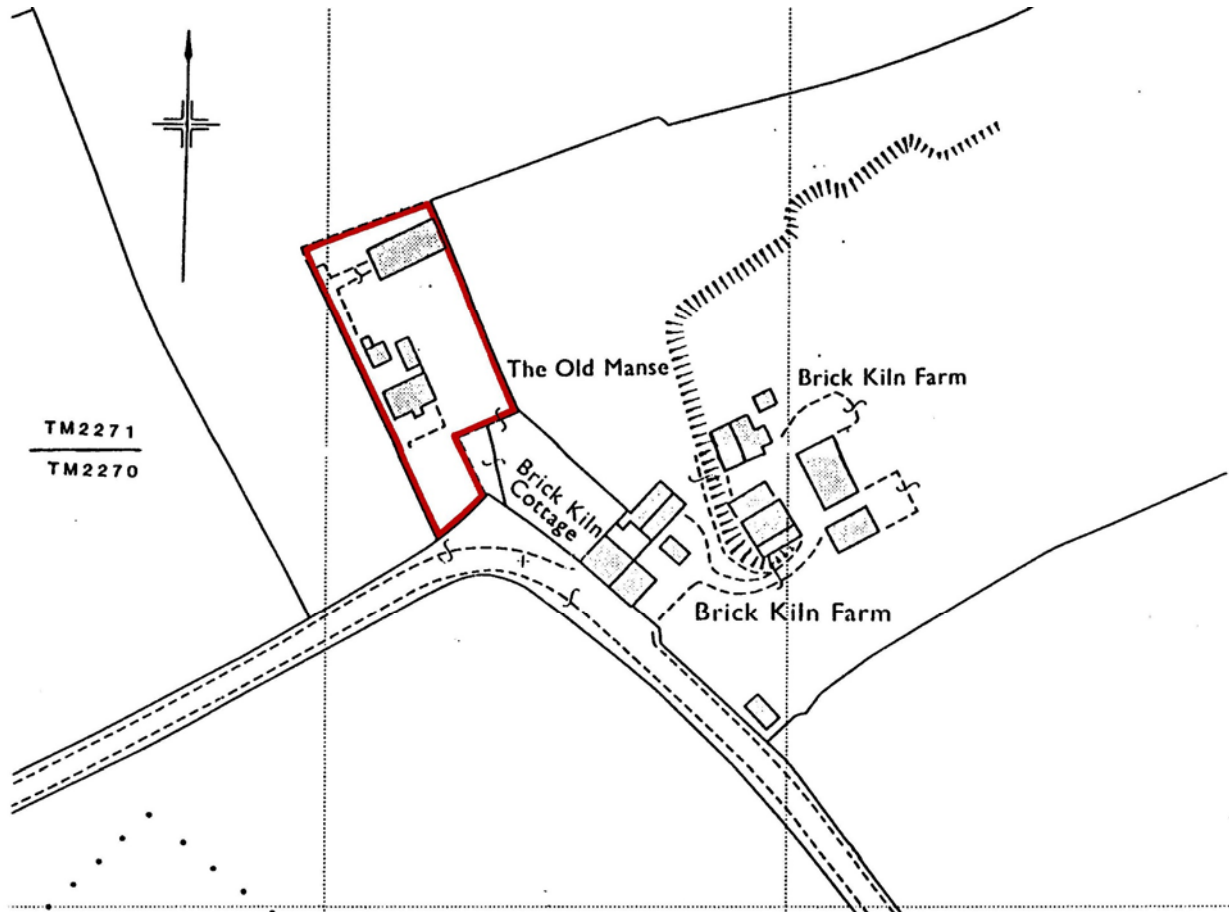 The Old Manse
Brick Kiln Farm
TM2271
TM2270
Brick Kiln
Cottage
Brick Kiln Farm